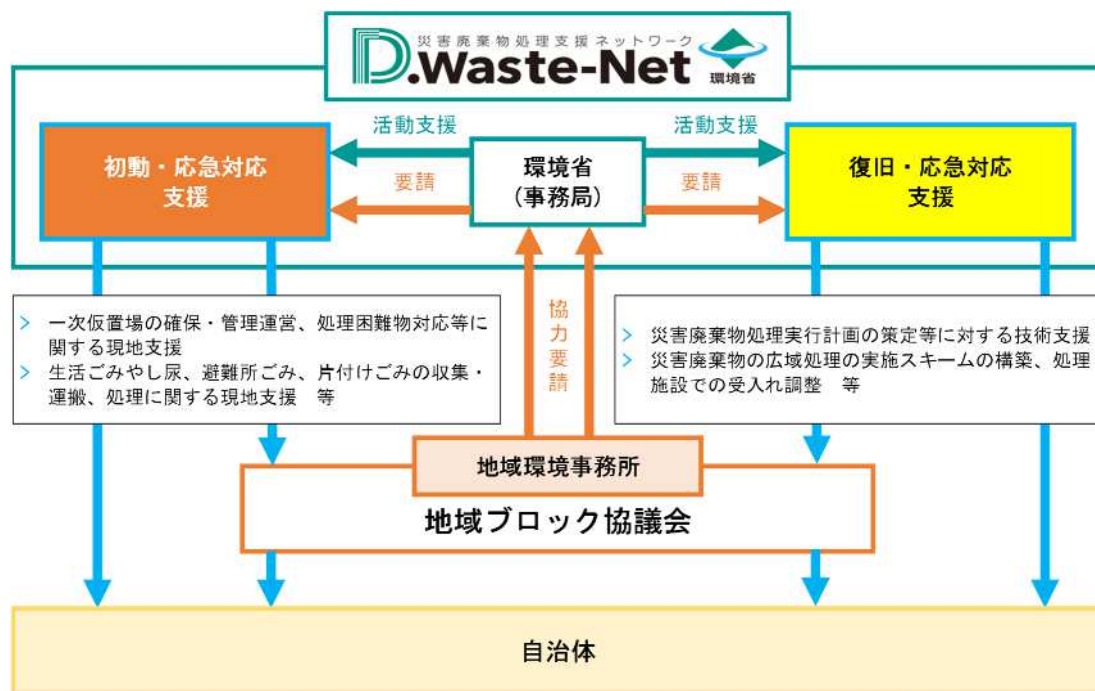 災害廃棄物処理支援ネットワーク
D.Waste-Net
環境省
活動支援
活動支援
初動・応急対応
支援
環境省
(事務局)
復旧・応急対応
支援
要請
要請
協力要請
> 一次仮置場の確保・管理運営、処理困難物対応等に
関する現地支援
> 生活ごみやし尿、避難所ごみ、片付けごみの収集・
運搬、処理に関する現地支援 等
> 災害廃棄物処理実行計画の策定等に対する技術支援
> 災害廃棄物の広域処理の実施スキームの構築、処理
施設での受入れ調整 等
地域環境事務所
地域ブロック協議会
自治体